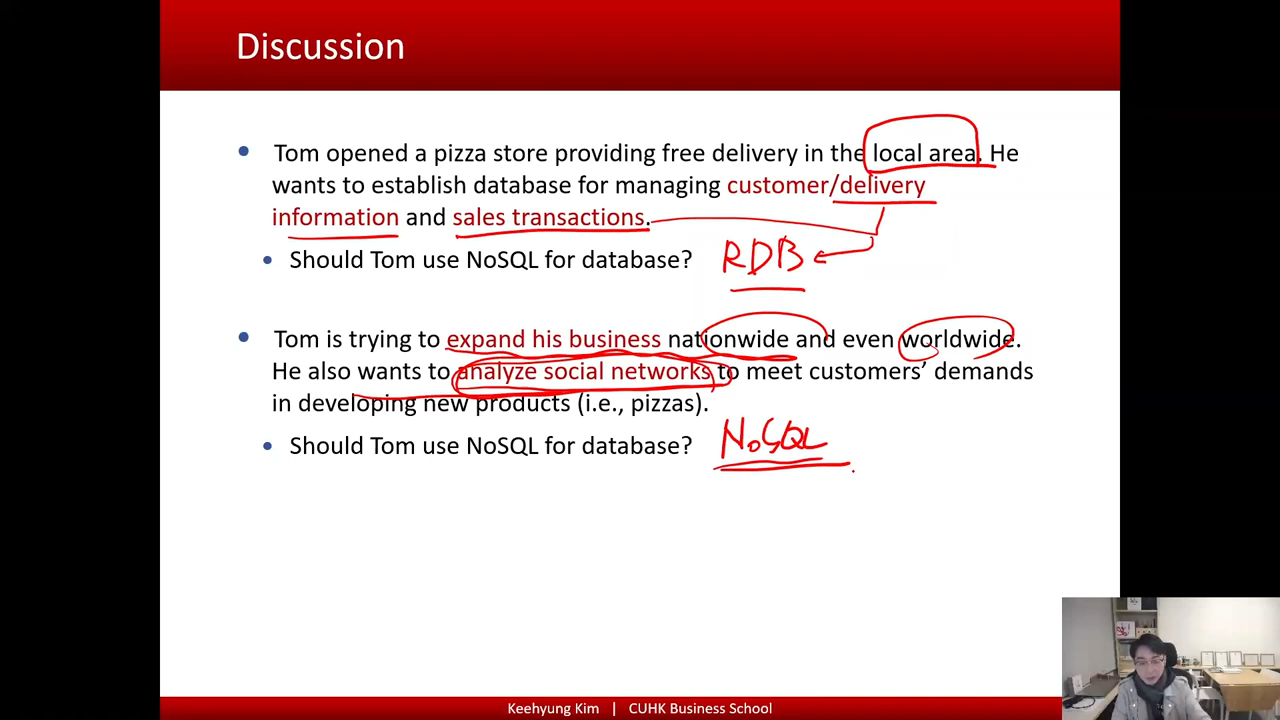 Discussion
• Tom opened a pizza store providing free delivery in the local area. He
wants to establish database for managing customer/delivery
information and sales transactions.
• Should Tom use NoSQL for database? RDB
• Tom is trying to expand his business nationwide and even worldwide.
He also wants to analyze social networks to meet customers’ demands
in developing new products (i.e., pizzas).
• Should Tom use NoSQL for database? NoSQL
Keehyung Kim | CUHK Business School